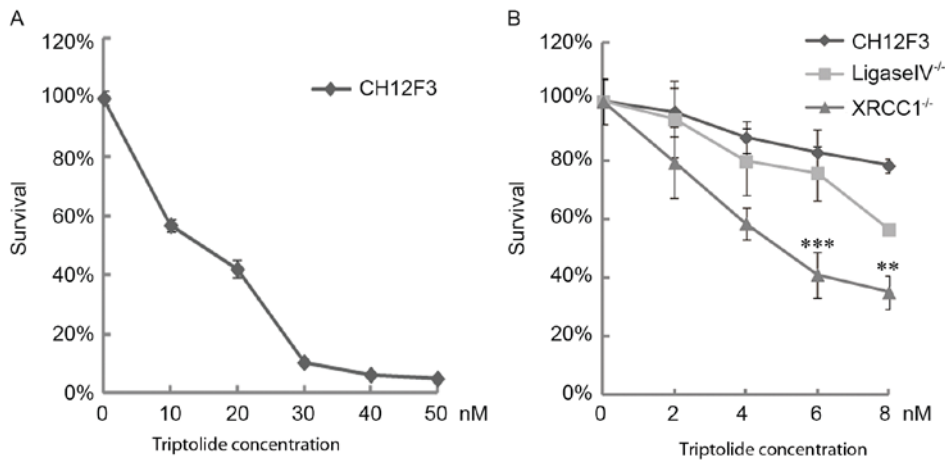 A
120%
100%
80%
60%
40%
20%
0%
Survival
CH12F3
0 10 20 30 40 50 nM
Triptolide concentration
B
120%
100%
80%
60%
40%
20%
0%
Survival
CH12F3
LigaseIV-/-
XRCC1-/-
***
**
0 2 4 6 8 nM
Triptolide concentration